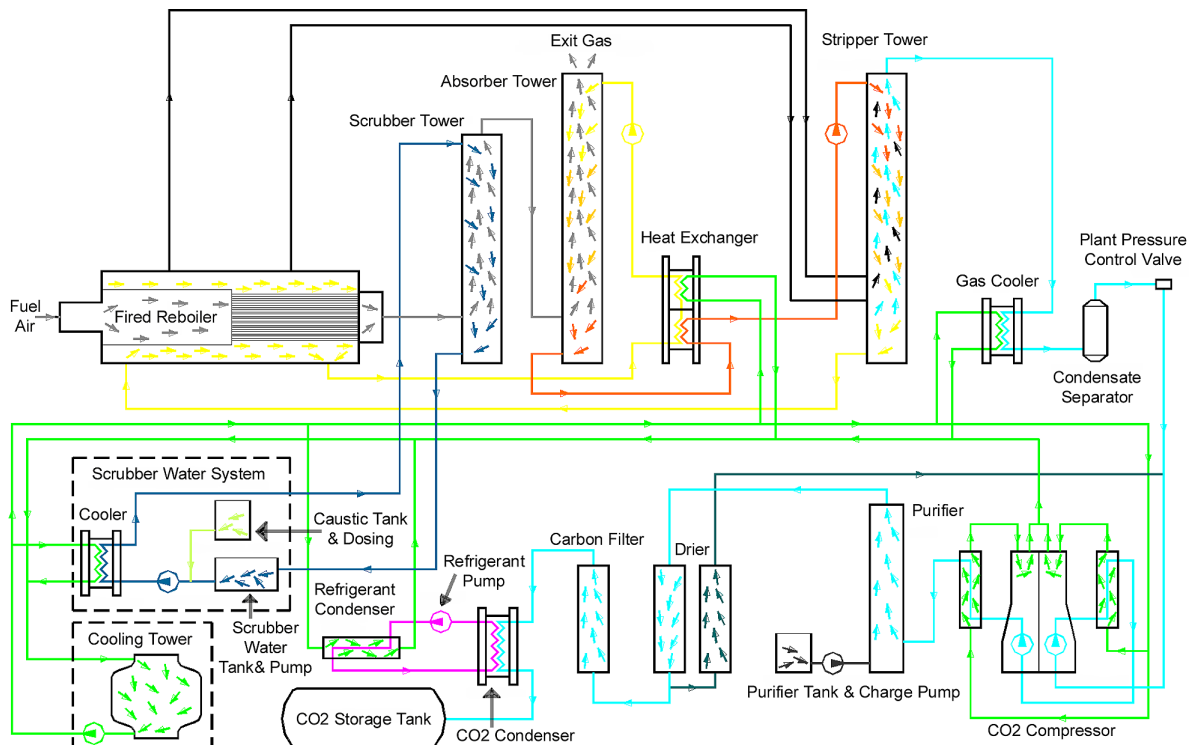 Exit Gas
Stripper Tower
Absorber Tower
Scrubber Tower
Heat Exchanger
Plant Pressure
Control Valve
Gas Cooler
Fuel
Air
Fired Reboiler
Condensate
Separator
Scrubber Water System
Cooler
Caustic Tank
& Dosing
Purifier
Carbon Filter
Drier
Refrigerant
Pump
Refrigerant
Condenser
Scrubber
Water
Tank& Pump
Cooling Tower
Purifier Tank & Charge Pump
CO2 Storage Tank
CO2 Condenser
CO2 Compressor